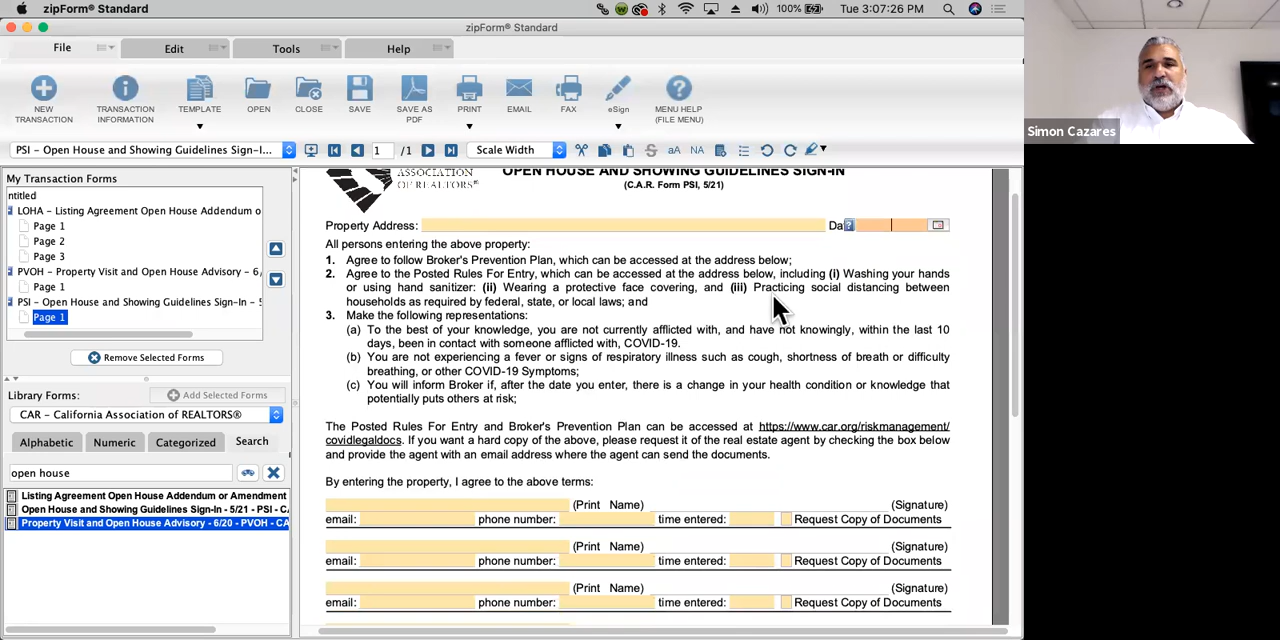 zipForm® Standard
100%
Tue 3:07:26 PM
zipForm® Standard
File
Edit
Tools
Help
NEW TRANSACTION
TRANSACTION INFORMATION
TEMPLATE
OPEN
CLOSE
SAVE
SAVE AS PDF
PRINT
EMAIL
FAX
eSign
MENU HELP (FILE MENU)
PSI - Open House and Showing Guidelines Sign-I...
1
/1
Scale Width
aA
NA
My Transaction Forms
ntitled
LOHA - Listing Agreement Open House Addendum o
Page 1
Page 2
Page 3
PVOH - Property Visit and Open House Advisory - 6/
Page 1
PSI - Open House and Showing Guidelines Sign-In - 5
Page 1
Remove Selected Forms
Library Forms:
Add Selected Forms
CAR - California Association of REALTORS®
Alphabetic
Numeric
Categorized
Search
open house
Listing Agreement Open House Addendum or Amendment
Open House and Showing Guidelines Sign-In - 5/21 - PSI - CA
Property Visit and Open House Advisory - 6/20 - PVOH - CA
ASSOCIATION
OF REALTORS®
OPEN HOUSE AND SHOWING GUIDELINES SIGN-IN
(C.A.R. Form PSI, 5/21)
Property Address:
Da
All persons entering the above property:
1. Agree to follow Broker's Prevention Plan, which can be accessed at the address below;
2. Agree to the Posted Rules For Entry, which can be accessed at the address below, including (i) Washing your hands
or using hand sanitizer: (ii) Wearing a protective face covering, and (iii) Practicing social distancing between
households as required by federal, state, or local laws; and
3. Make the following representations:
(a) To the best of your knowledge, you are not currently afflicted with, and have not knowingly, within the last 10
days, been in contact with someone afflicted with, COVID-19.
(b) You are not experiencing a fever or signs of respiratory illness such as cough, shortness of breath or difficulty
breathing, or other COVID-19 Symptoms;
(c) You will inform Broker if, after the date you enter, there is a change in your health condition or knowledge that
potentially puts others at risk;
The Posted Rules For Entry and Broker's Prevention Plan can be accessed at https://www.car.org/riskmanagement/
covidlegaldocs. If you want a hard copy of the above, please request it of the real estate agent by checking the box below
and provide the agent with an email address where the agent can send the documents.
By entering the property, I agree to the above terms:
(Print Name) (Signature)
email: phone number: time entered: Request Copy of Documents
(Print Name) (Signature)
email: phone number: time entered: Request Copy of Documents
(Print Name) (Signature)
email: phone number: time entered: Request Copy of Documents
Simon Cazares